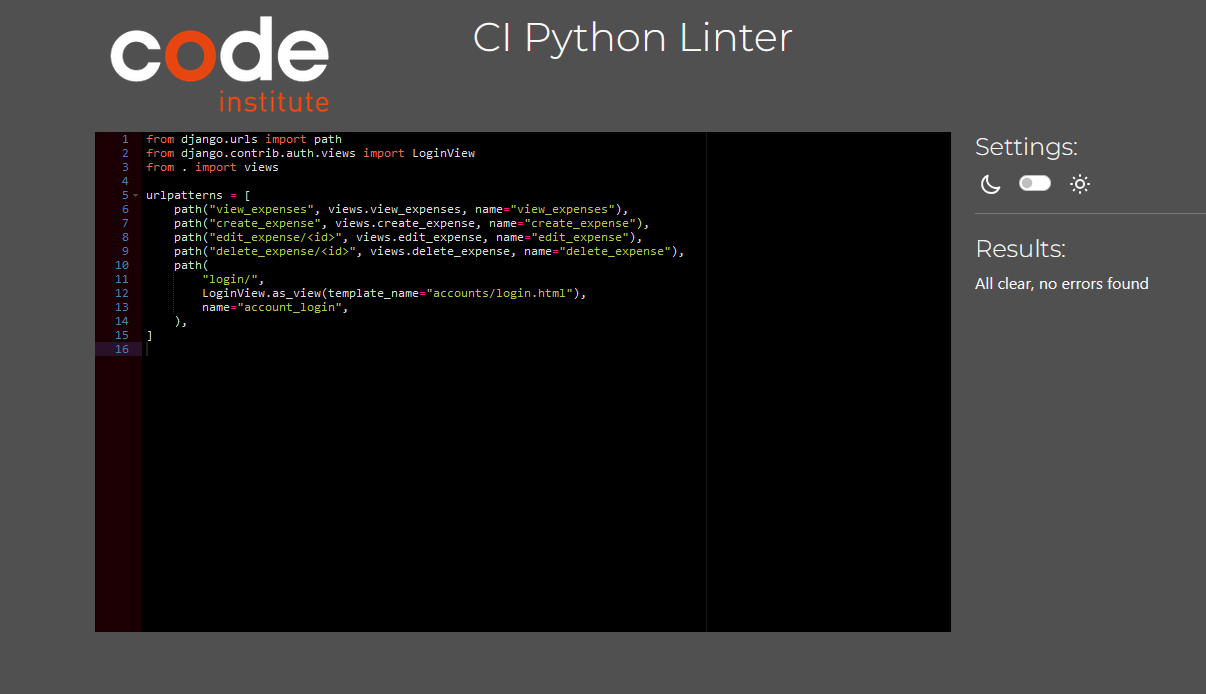 code
institute
CI Python Linter
1 from django.urls import path
2 from django.contrib.auth.views import LoginView
3 from . import views
4
5 urlpatterns = [
6     path("view_expenses", views.view_expenses, name="view_expenses"),
7     path("create_expense", views.create_expense, name="create_expense"),
8     path("edit_expense/<id>", views.edit_expense, name="edit_expense"),
9     path("delete_expense/<id>", views.delete_expense, name="delete_expense"),
10     path(
11         "login/",
12         LoginView.as_view(template_name="accounts/login.html"),
13         name="account_login",
14     ),
15 ]
16
Settings:
Results:
All clear, no errors found